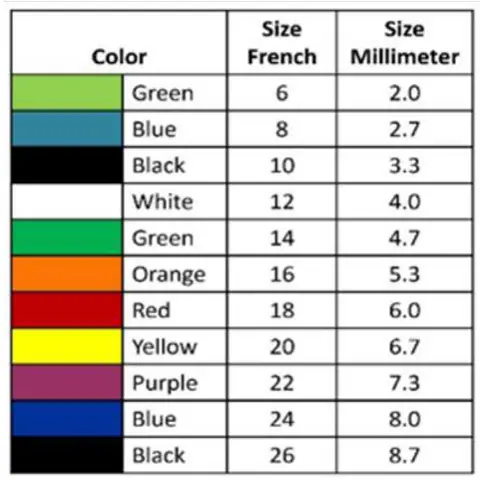 Color Size French Size Millimeter
Green 6 2.0
Blue 8 2.7
Black 10 3.3
White 12 4.0
Green 14 4.7
Orange 16 5.3
Red 18 6.0
Yellow 20 6.7
Purple 22 7.3
Blue 24 8.0
Black 26 8.7